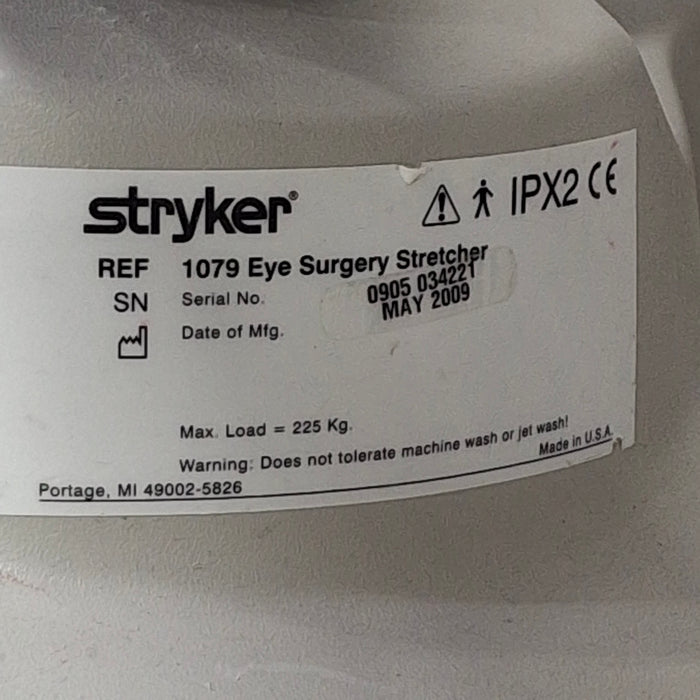 stryker®
IPX2 CE
REF 1079 Eye Surgery Stretcher
SN Serial No. 0905 034221
Date of Mfg. MAY 2009
Max. Load = 225 Kg.
Warning: Does not tolerate machine wash or jet wash!
Made in U.S.A.
Portage, MI 49002-5826